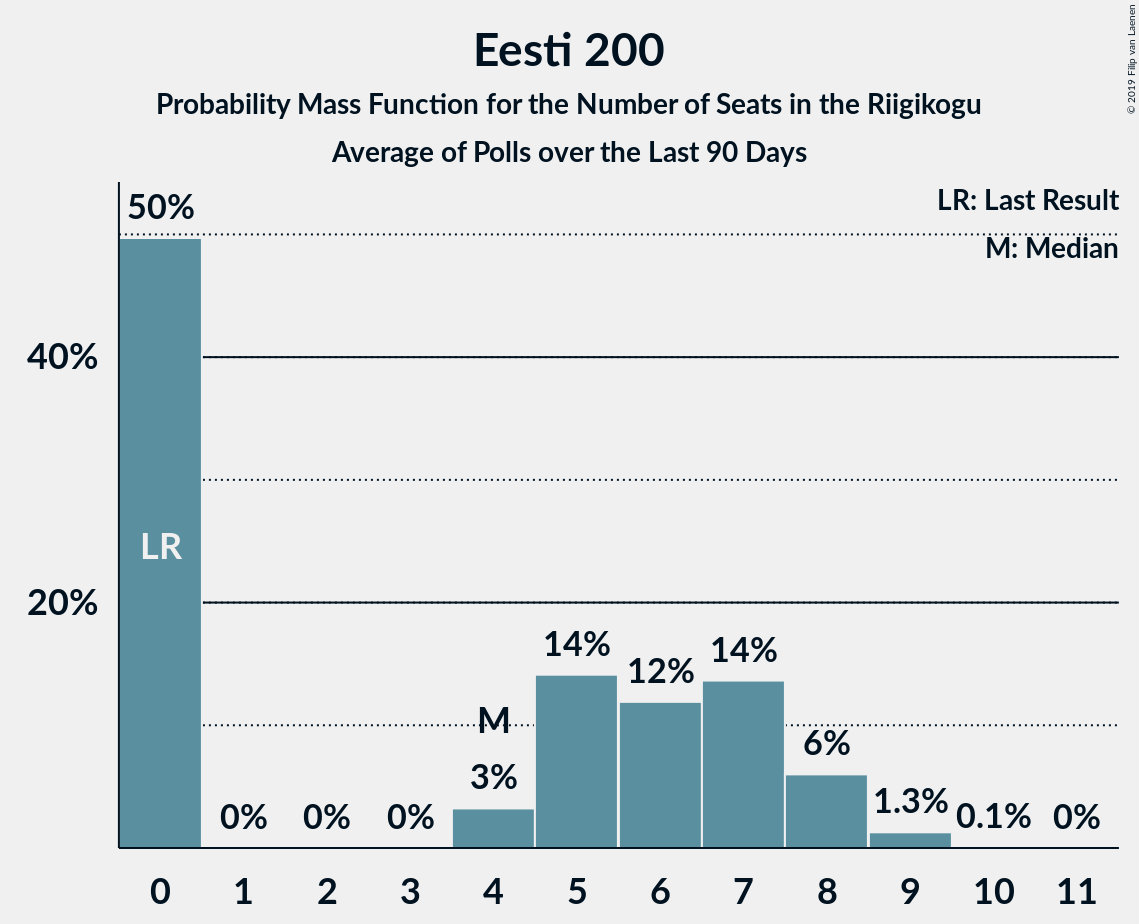 © 2019 Filip van Laenen
Eesti 200
Probability Mass Function for the Number of Seats in the Riigikogu
Average of Polls over the Last 90 Days
LR: Last Result
M: Median
50%
40%
20%
LR
0%
0%
0%
M
3%
14%
12%
14%
6%
1.3%
0.1%
0%
0 1 2 3 4 5 6 7 8 9 10 11